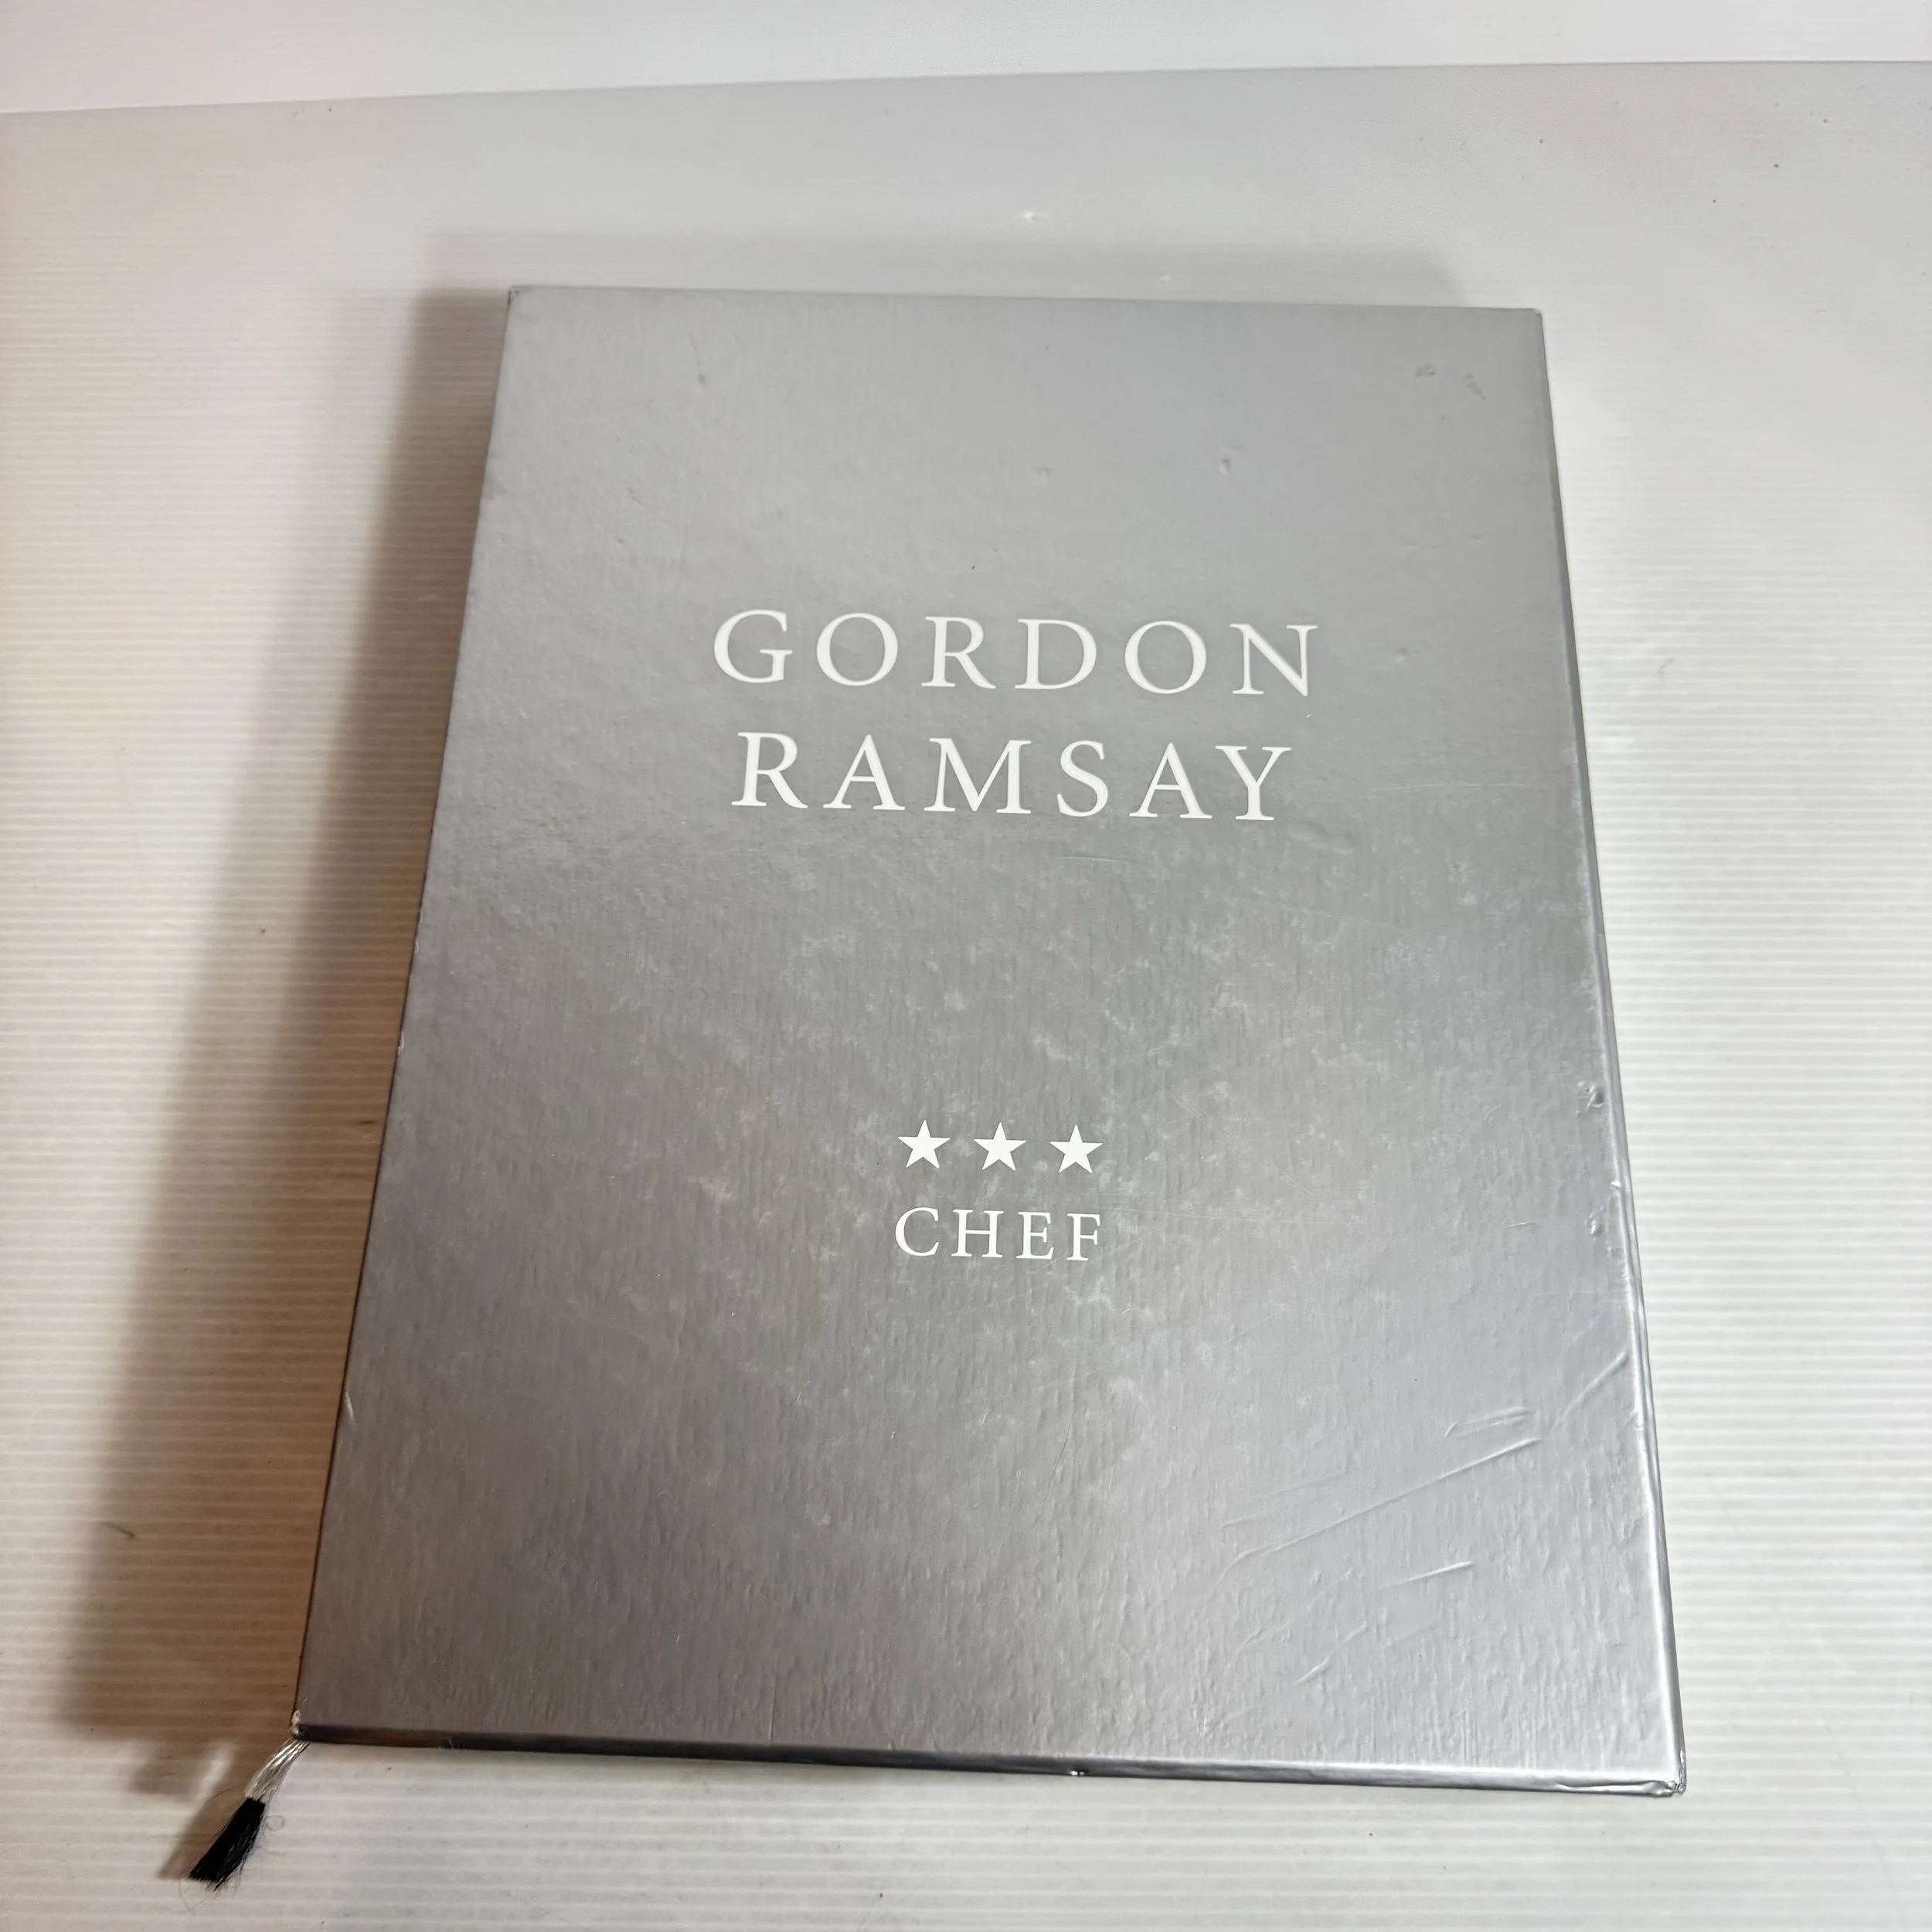 GORDON
RAMSAY
★ ★ ★
CHEF